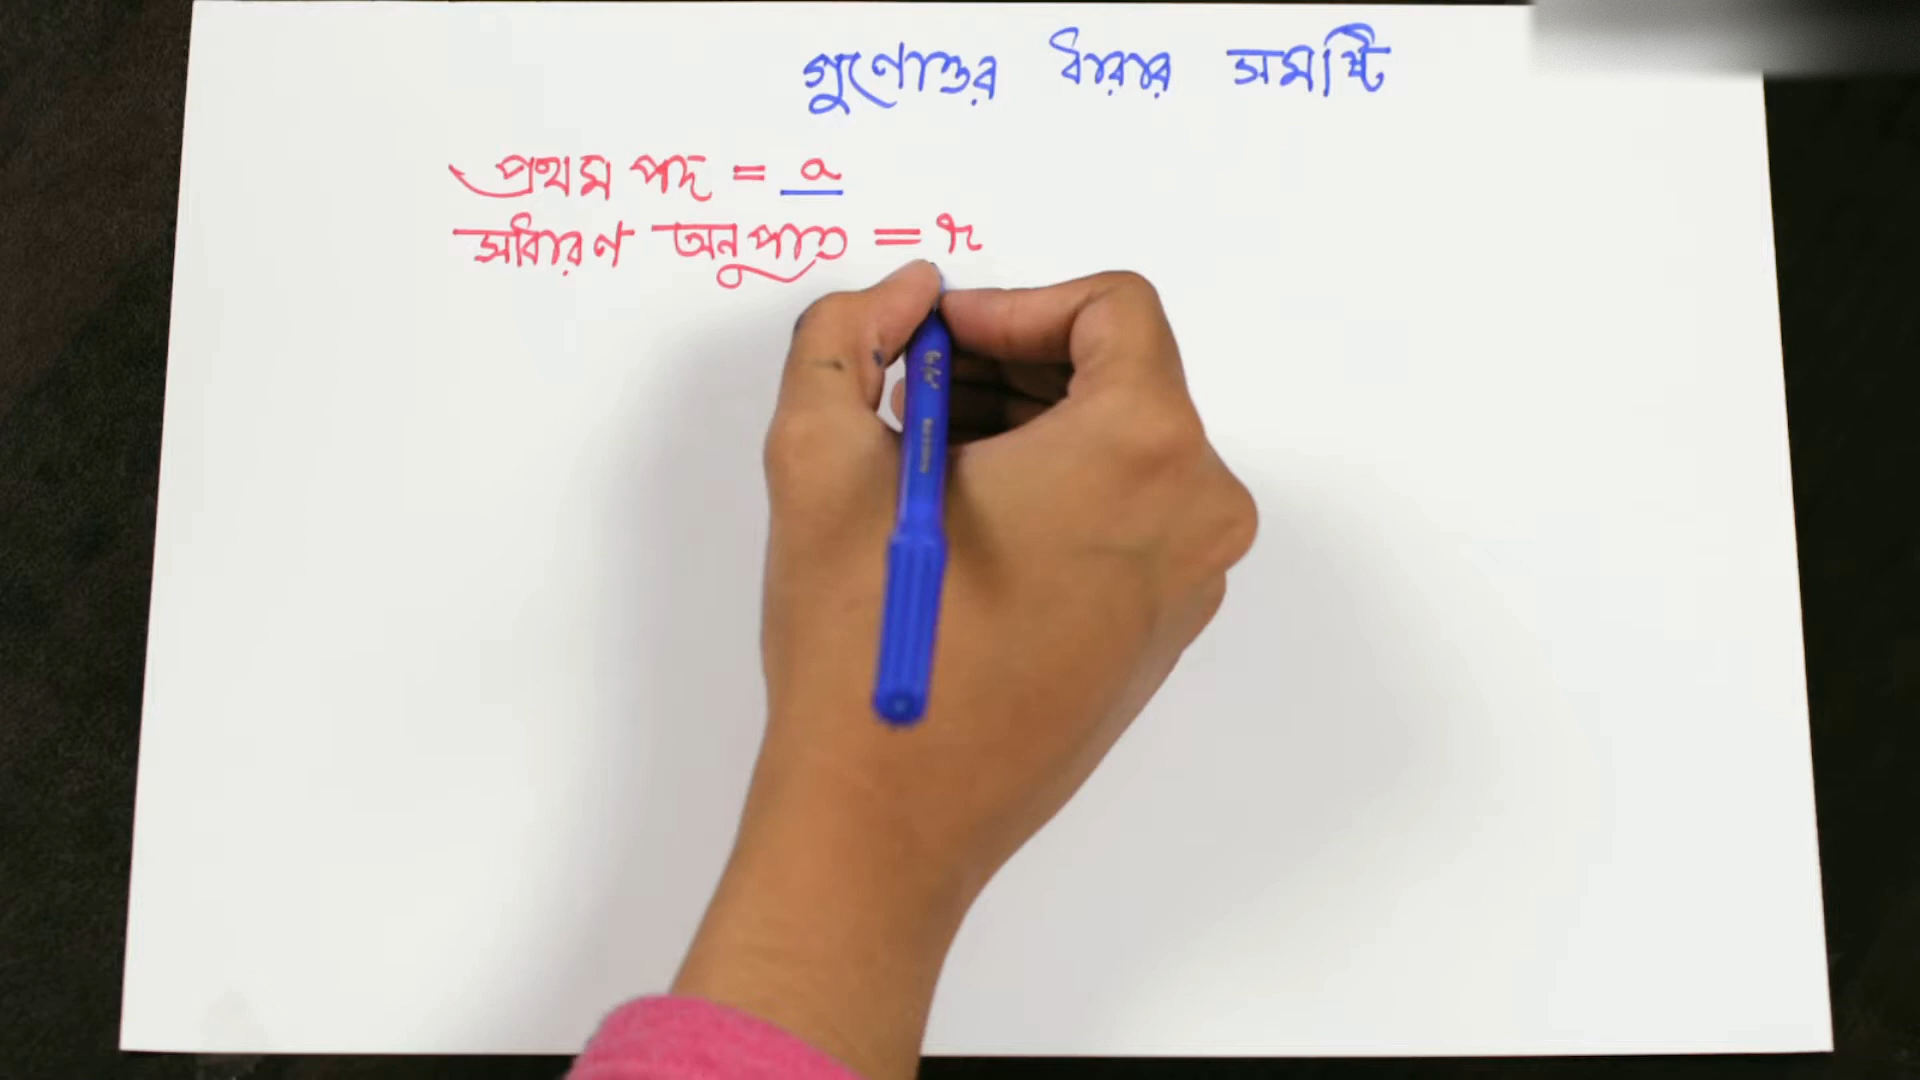 গুণোত্তর ধারার সমষ্টি
প্রথম পদ = a
সাধারণ অনুপাত = r